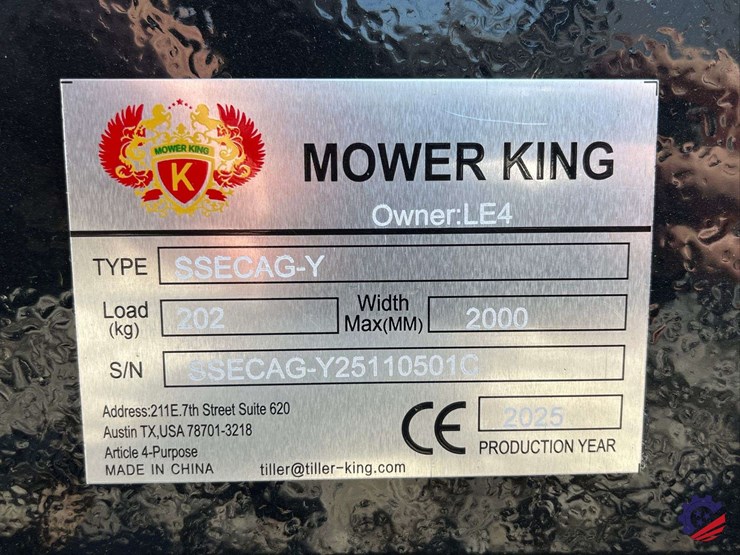 MOWER KING
K
MOWER KING
Owner:LE4
TYPE SSECAG-Y
Load (kg) 202 Width Max(MM) 2000
S/N SSECAG-Y25110501C
Address:211E.7th Street Suite 620
Austin TX,USA 78701-3218
Article 4-Purpose
MADE IN CHINA tiller@tiller-king.com
CE 2025
PRODUCTION YEAR